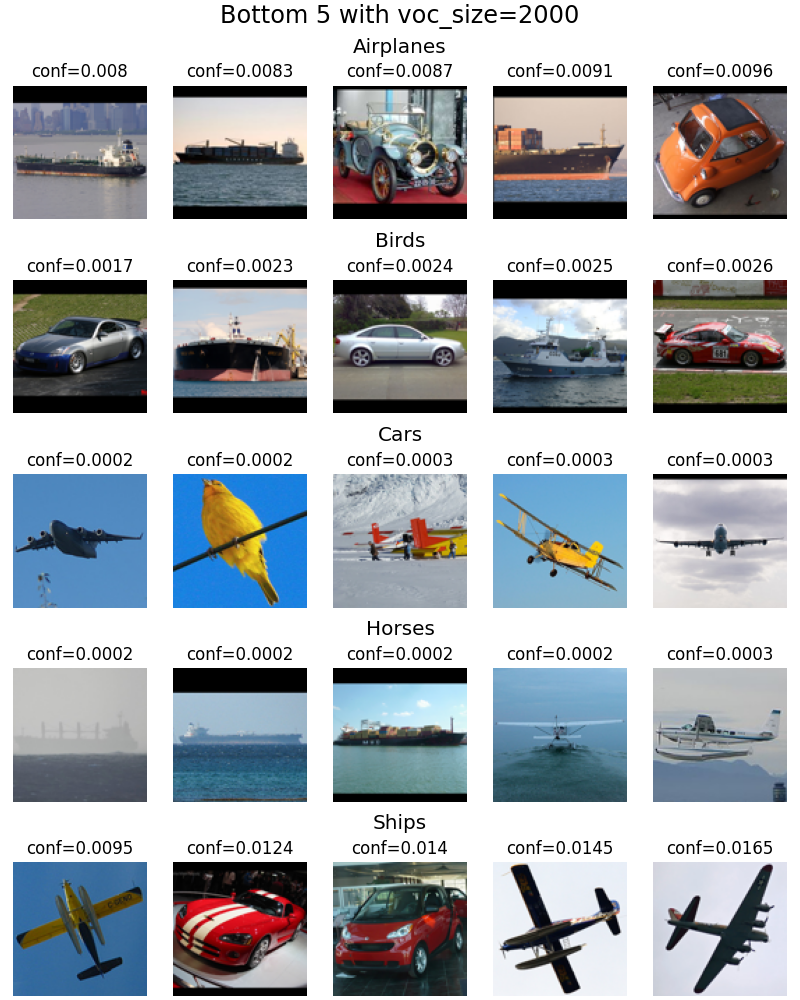 Bottom 5 with voc_size=2000
Airplanes
conf=0.008 conf=0.0083 conf=0.0087 conf=0.0091 conf=0.0096
Birds
conf=0.0017 conf=0.0023 conf=0.0024 conf=0.0025 conf=0.0026
Cars
conf=0.0002 conf=0.0002 conf=0.0003 conf=0.0003 conf=0.0003
Horses
conf=0.0002 conf=0.0002 conf=0.0002 conf=0.0002 conf=0.0003
Ships
conf=0.0095 conf=0.0124 conf=0.014 conf=0.0145 conf=0.0165